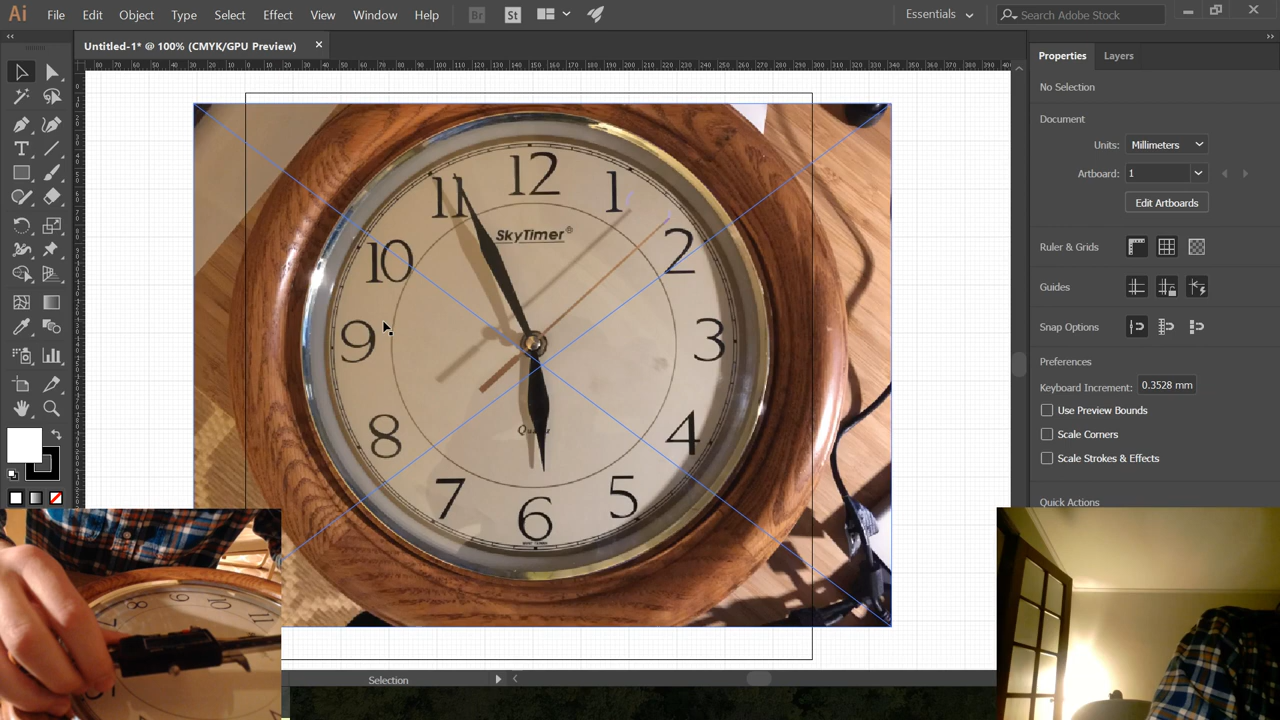 Ai File Edit Object Type Select Effect View Window Help Br St Essentials Search Adobe Stock
Untitled-1* @ 100% (CMYK/GPU Preview)
12
1
2
3
4
5
6
7
8
9
10
11
SkyTimer®
Selection
Properties Layers
No Selection
Document
Units: Millimeters
Artboard: 1
Edit Artboards
Ruler & Grids
Guides
Snap Options
Preferences
Keyboard Increment: 0.3528 mm
Use Preview Bounds
Scale Corners
Scale Strokes & Effects
Quick Actions